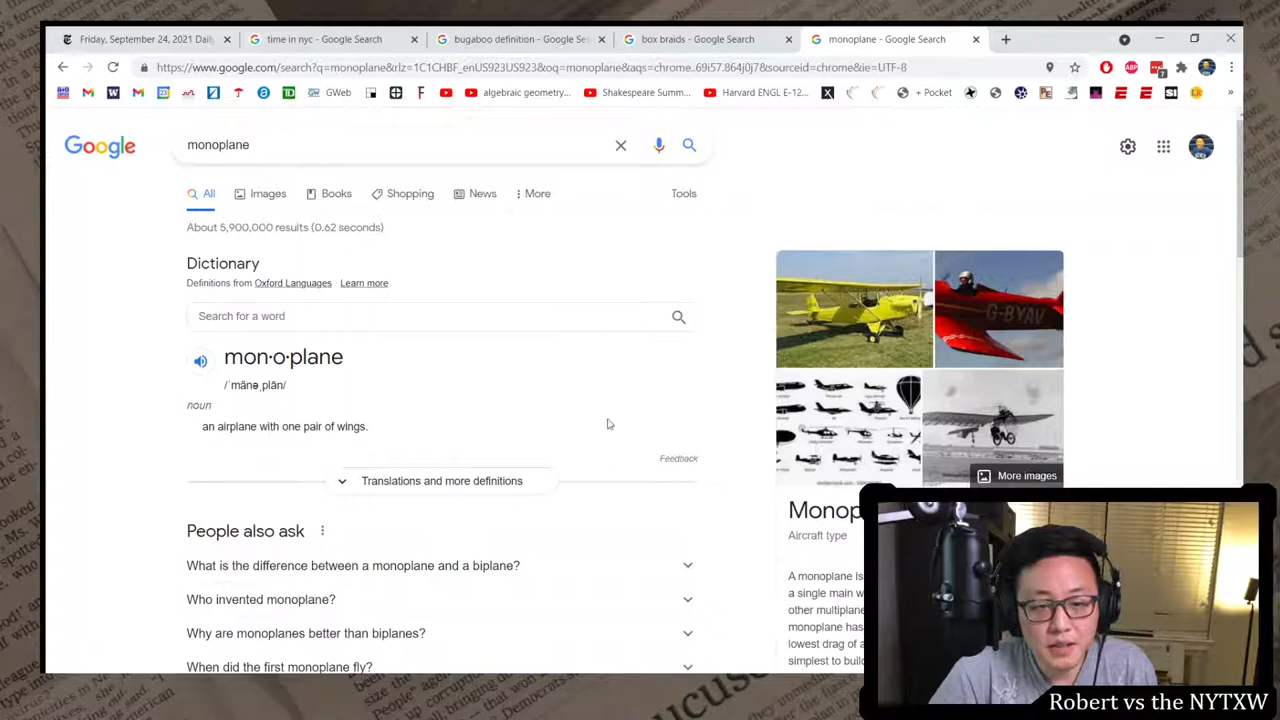 Friday, September 24, 2021 Daily
time in nyc - Google Search
bugaboo definition - Google Se
box braids - Google Search
monoplane - Google Search
https://www.google.com/search?q=monoplane&rlz=1C1CHBF_enUS923US923&oq=monoplane&aqs=chrome..69i57.864j0j7&sourceid=chrome&ie=UTF-8
GWeb
algebraic geometry...
Shakespeare Summ...
Harvard ENGL E-12...
+ Pocket
Google
monoplane
All Images Books Shopping News More Tools
About 5,900,000 results (0.62 seconds)
Dictionary
Definitions from Oxford Languages · Learn more
Search for a word
mon·o·plane
/ˈmänəˌplān/
noun
airplane with one pair of wings.
Feedback
Translations and more definitions
People also ask
What is the difference between a monoplane and a biplane?
Who invented monoplane?
Why are monoplanes better than biplanes?
When did the first monoplane fly?
G-BYAV
More images
Monop
Aircraft type
A monoplane is
a single main w
other multiplane
monoplane has
lowest drag of a
simplest to build
Robert vs the NYTXW